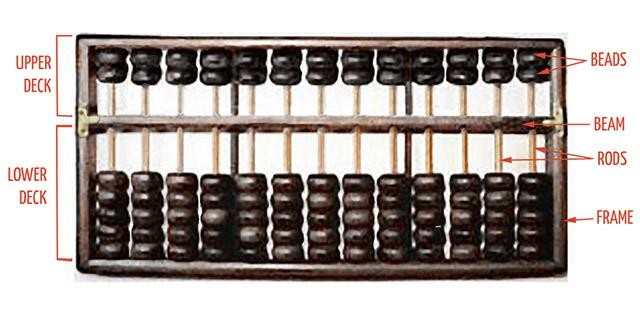 UPPER
DECK
BEADS
BEAM
LOWER
DECK
RODS
FRAME